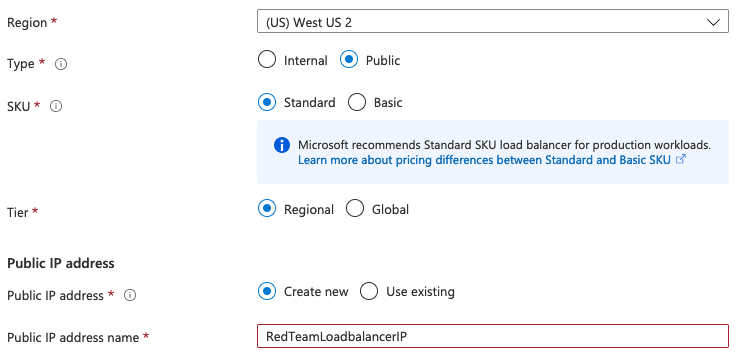 Region *
(US) West US 2
Type *
Internal Public
SKU *
Standard Basic
Microsoft recommends Standard SKU load balancer for production workloads.
Learn more about pricing differences between Standard and Basic SKU
Tier *
Regional Global
Public IP address
Public IP address *
Create new Use existing
Public IP address name *
RedTeamLoadbalancerIP